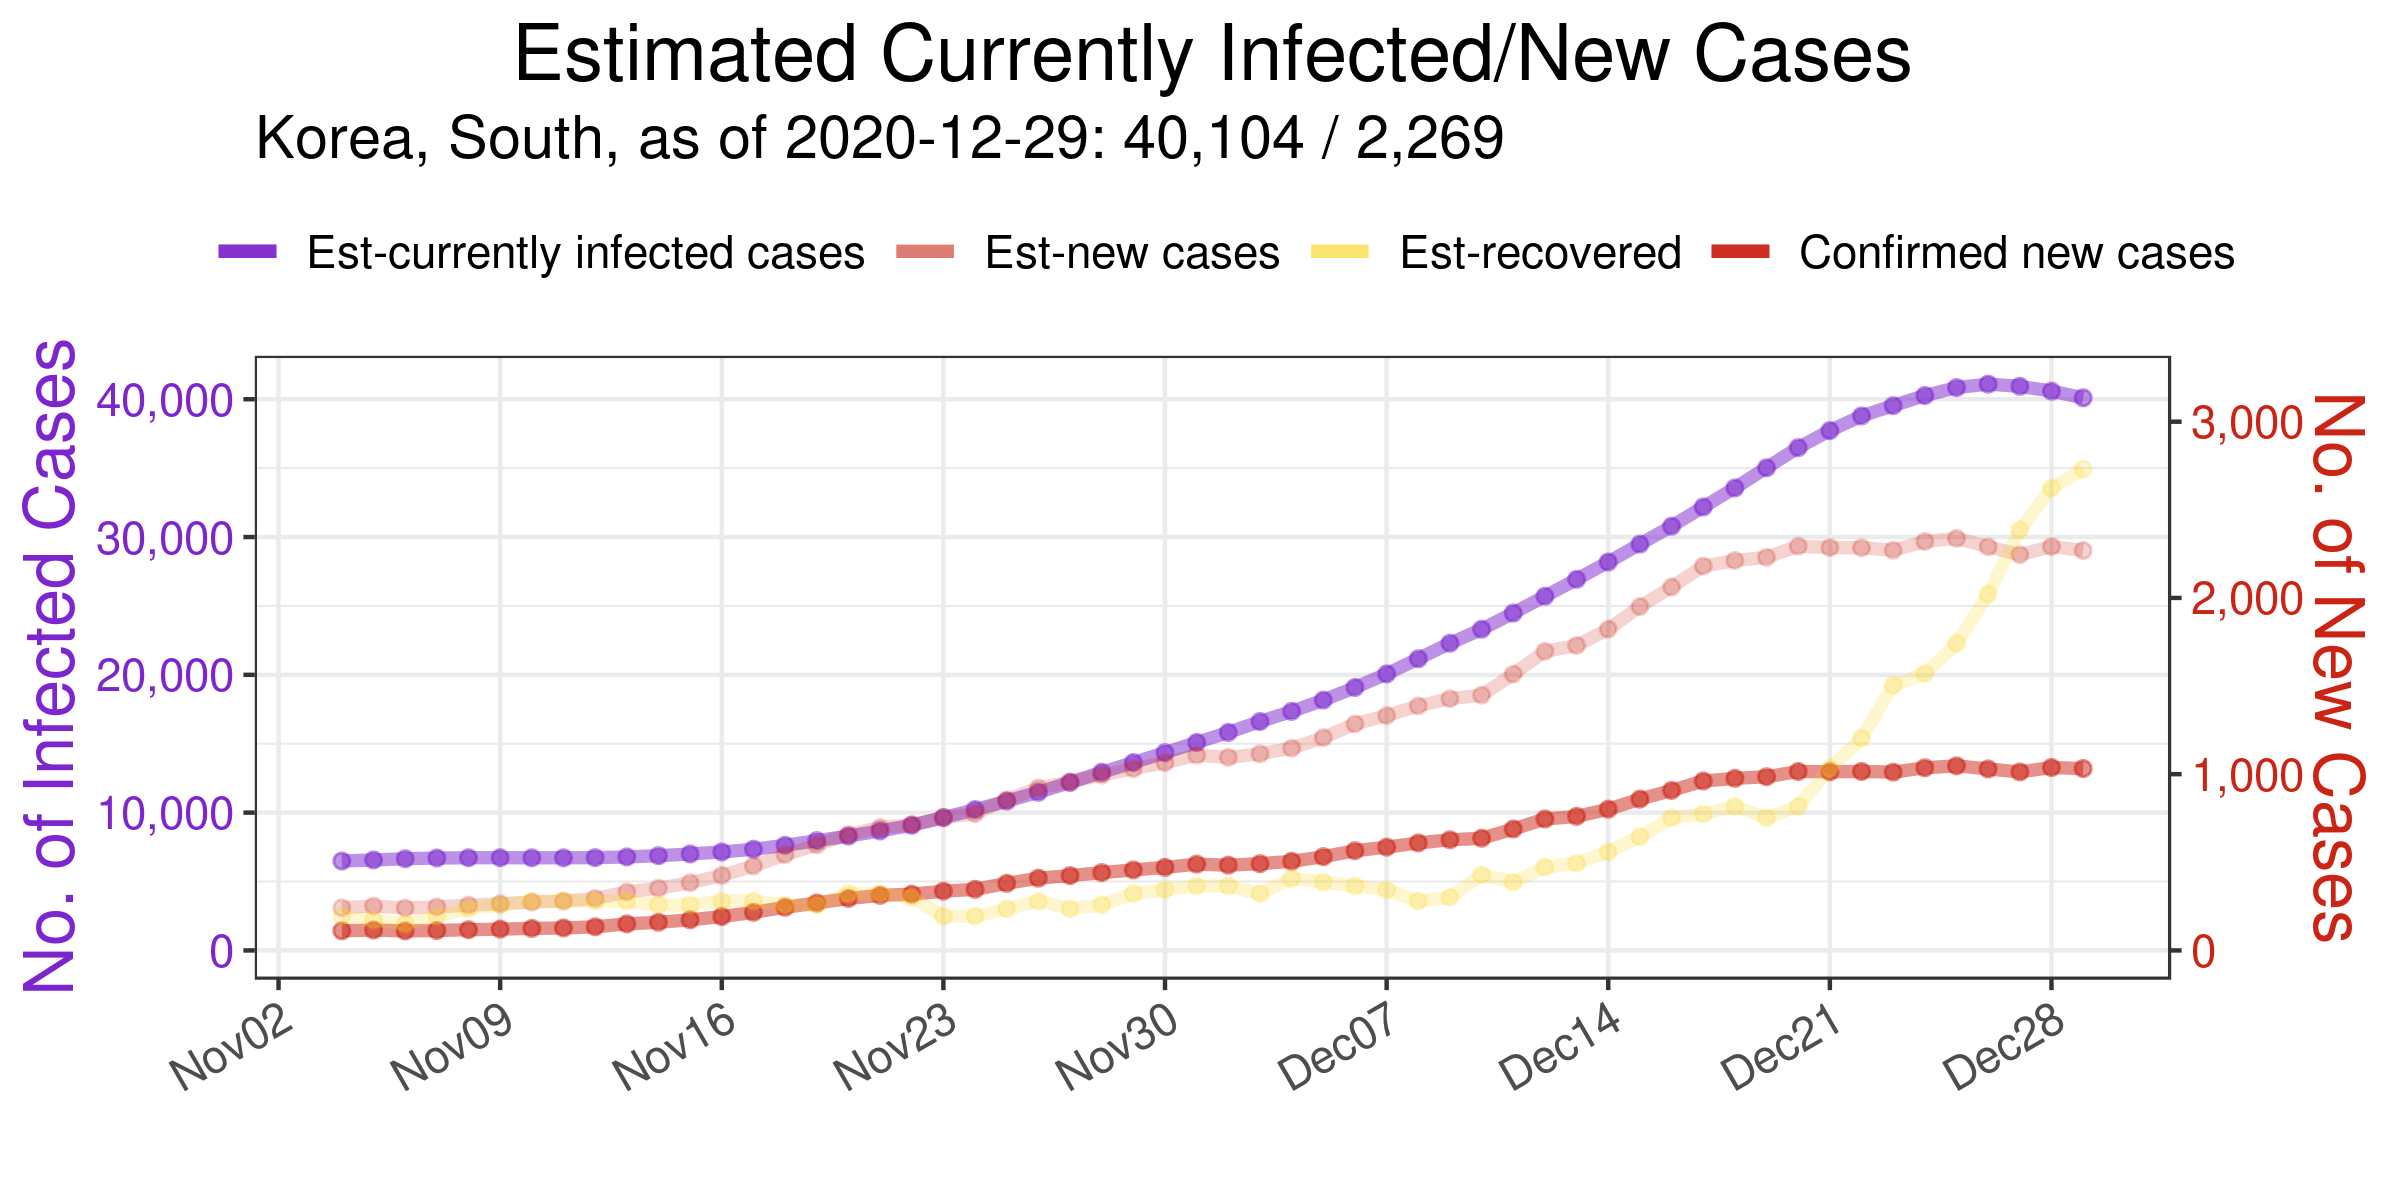 Estimated Currently Infected/New Cases
Korea, South, as of 2020-12-29: 40,104 / 2,269
Est-currently infected cases Est-new cases Est-recovered Confirmed new cases
No. of Infected Cases
40,000
30,000
20,000
10,000
0
3,000
2,000
1,000
0
No. of New Cases
Nov02 Nov09 Nov16 Nov23 Nov30 Dec07 Dec14 Dec21 Dec28